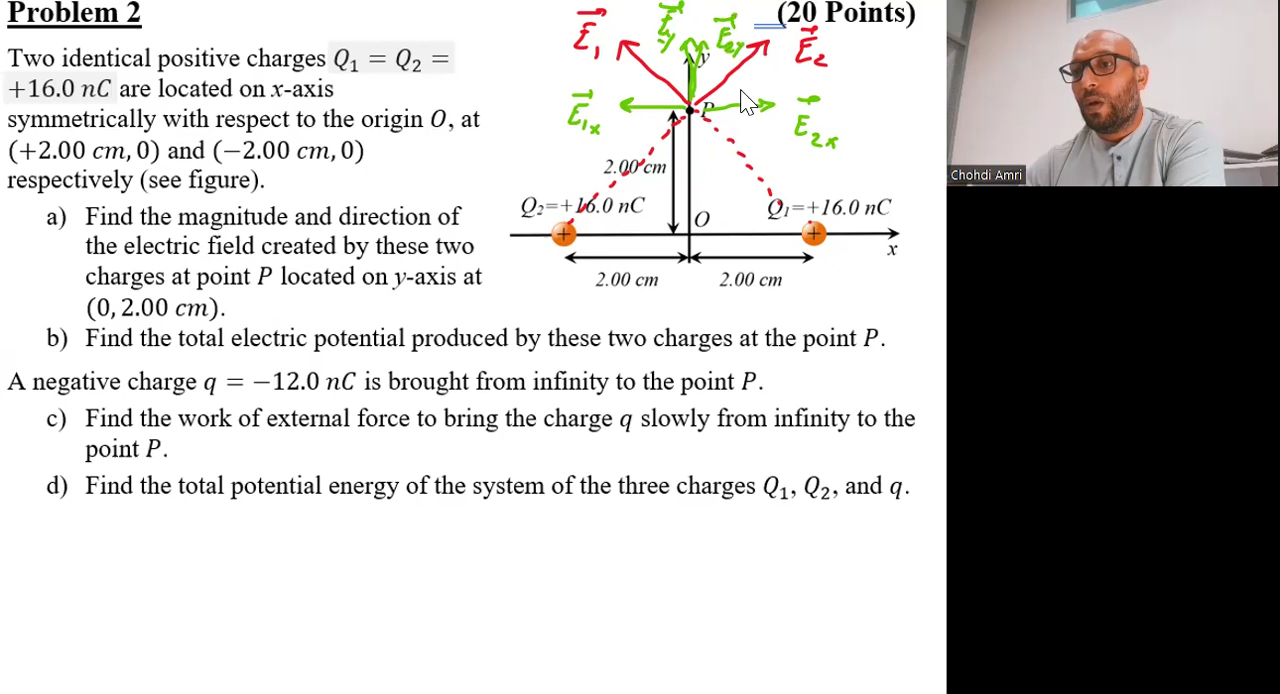 Problem 2
(20 Points)
Two identical positive charges Q₁ = Q₂ =
+16.0 nC are located on x-axis
symmetrically with respect to the origin O, at
(+2.00 cm, 0) and (−2.00 cm, 0)
respectively (see figure).
a) Find the magnitude and direction of
the electric field created by these two
charges at point P located on y-axis at
(0, 2.00 cm).
b) Find the total electric potential produced by these two charges at the point P.
A negative charge q = −12.0 nC is brought from infinity to the point P.
c) Find the work of external force to bring the charge q slowly from infinity to the
point P.
d) Find the total potential energy of the system of the three charges Q₁, Q₂, and q.
E⃗₁
E⃗₂y
E⃗₂
y
E⃗₁x
P
E⃗₂x
2.00 cm
Q₂=+16.0 nC
Q₁=+16.0 nC
O
+
+
x
2.00 cm
2.00 cm
Chohdi Amri